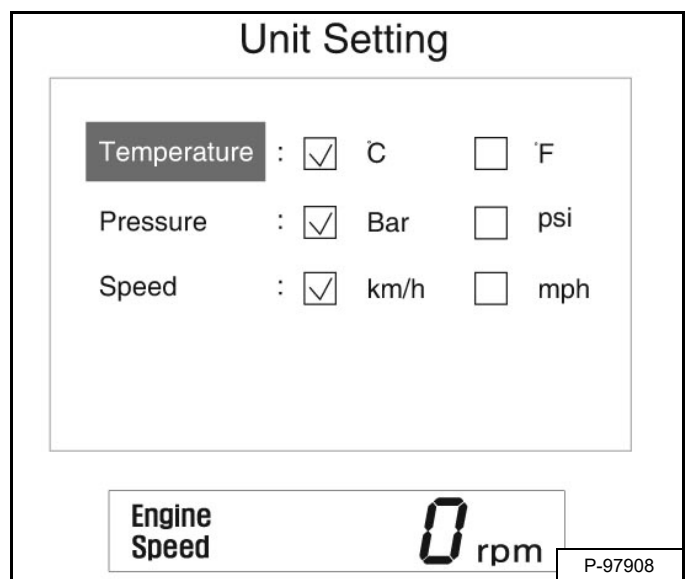 Unit Setting
Temperature : ℃ ℉
Pressure : Bar psi
Speed : km/h mph
Engine
Speed
0 rpm
P-97908